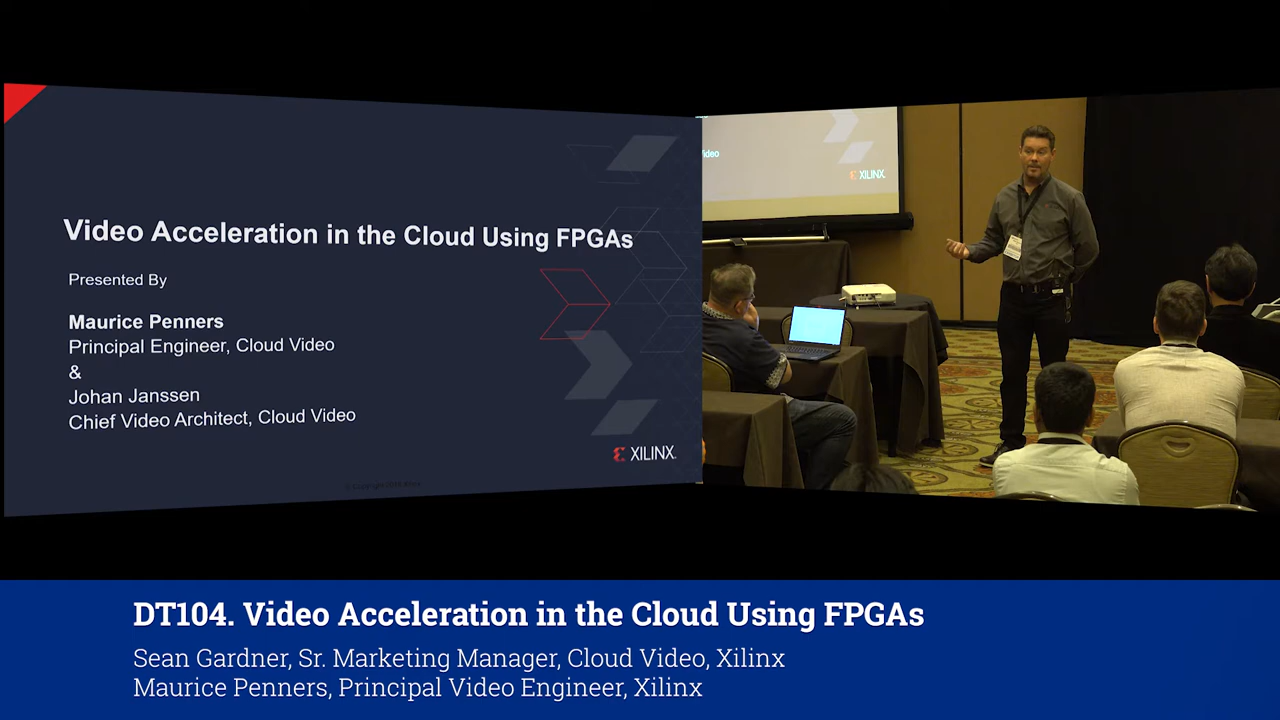 Video Acceleration in the Cloud Using FPGAs
Presented By
Maurice Penners
Principal Engineer, Cloud Video
&
Johan Janssen
Chief Video Architect, Cloud Video
XILINX
Video
XILINX
DT104. Video Acceleration in the Cloud Using FPGAs
Sean Gardner, Sr. Marketing Manager, Cloud Video, Xilinx
Maurice Penners, Principal Video Engineer, Xilinx